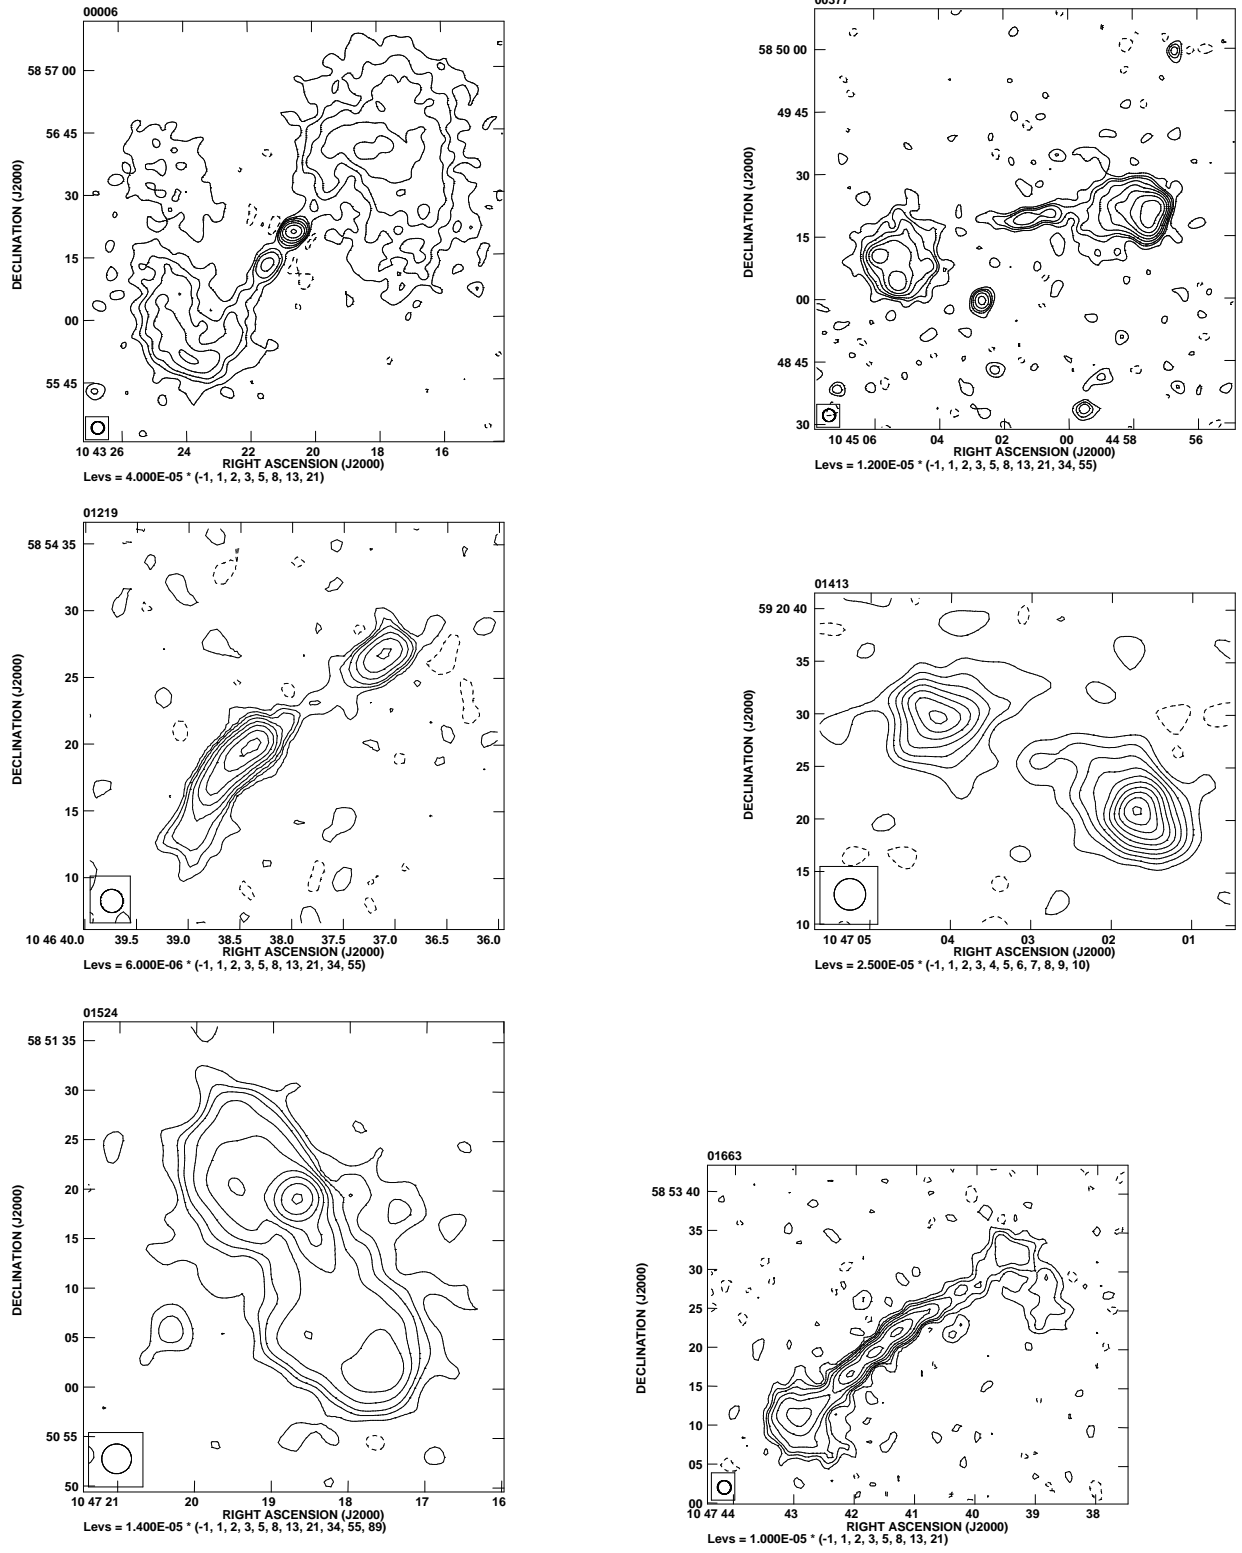 00006
58 57 00
56 45
30
15
00
55 45
DECLINATION (J2000)
10 43 26 24 22 20 18 16
RIGHT ASCENSION (J2000)
Levs = 4.000E-05 * (-1, 1, 2, 3, 5, 8, 13, 21)
58 50 00
49 45
30
15
00
48 45
30
DECLINATION (J2000)
10 45 06 04 02 00 44 58 56
RIGHT ASCENSION (J2000)
Levs = 1.200E-05 * (-1, 1, 2, 3, 5, 8, 13, 21, 34, 55)
01219
58 54 35
30
25
20
15
10
DECLINATION (J2000)
10 46 40.0 39.5 39.0 38.5 38.0 37.5 37.0 36.5 36.0
RIGHT ASCENSION (J2000)
Levs = 6.000E-06 * (-1, 1, 2, 3, 5, 8, 13, 21, 34, 55)
01413
59 20 40
35
30
25
20
15
10
DECLINATION (J2000)
10 47 05 04 03 02 01
RIGHT ASCENSION (J2000)
Levs = 2.500E-05 * (-1, 1, 2, 3, 4, 5, 6, 7, 8, 9, 10)
01524
58 51 35
30
25
20
15
10
05
00
50 55
50
DECLINATION (J2000)
10 47 21 20 19 18 17 16
RIGHT ASCENSION (J2000)
Levs = 1.400E-05 * (-1, 1, 2, 3, 5, 8, 13, 21, 34, 55, 89)
01663
58 53 40
35
30
25
20
15
10
05
00
DECLINATION (J2000)
10 47 44 43 42 41 40 39 38
RIGHT ASCENSION (J2000)
Levs = 1.000E-05 * (-1, 1, 2, 3, 5, 8, 13, 21)